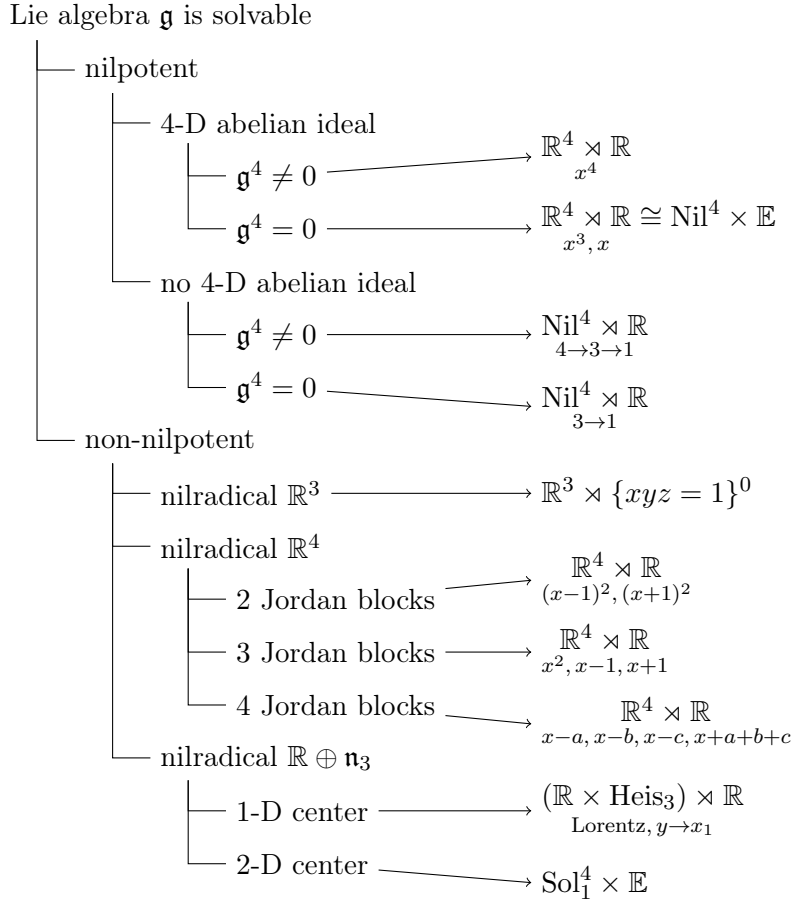 Lie algebra 𝔤 is solvable
nilpotent
4-D abelian ideal
𝔤⁴ ≠ 0
ℝ⁴ ⋊ ℝ
x⁴
𝔤⁴ = 0
ℝ⁴ ⋊ ℝ ≅ Nil⁴ × 𝔼
x³, x
no 4-D abelian ideal
𝔤⁴ ≠ 0
Nil⁴ ⋊ ℝ
4→3→1
𝔤⁴ = 0
Nil⁴ ⋊ ℝ
3→1
non-nilpotent
nilradical ℝ³
ℝ³ ⋊ {xyz = 1}⁰
nilradical ℝ⁴
2 Jordan blocks
ℝ⁴ ⋊ ℝ
(x−1)², (x+1)²
3 Jordan blocks
ℝ⁴ ⋊ ℝ
x², x−1, x+1
4 Jordan blocks
ℝ⁴ ⋊ ℝ
x−a, x−b, x−c, x+a+b+c
nilradical ℝ ⊕ 𝔫₃
1-D center
(ℝ × Heis₃) ⋊ ℝ
Lorentz, y→x₁
2-D center
Sol₁⁴ × 𝔼